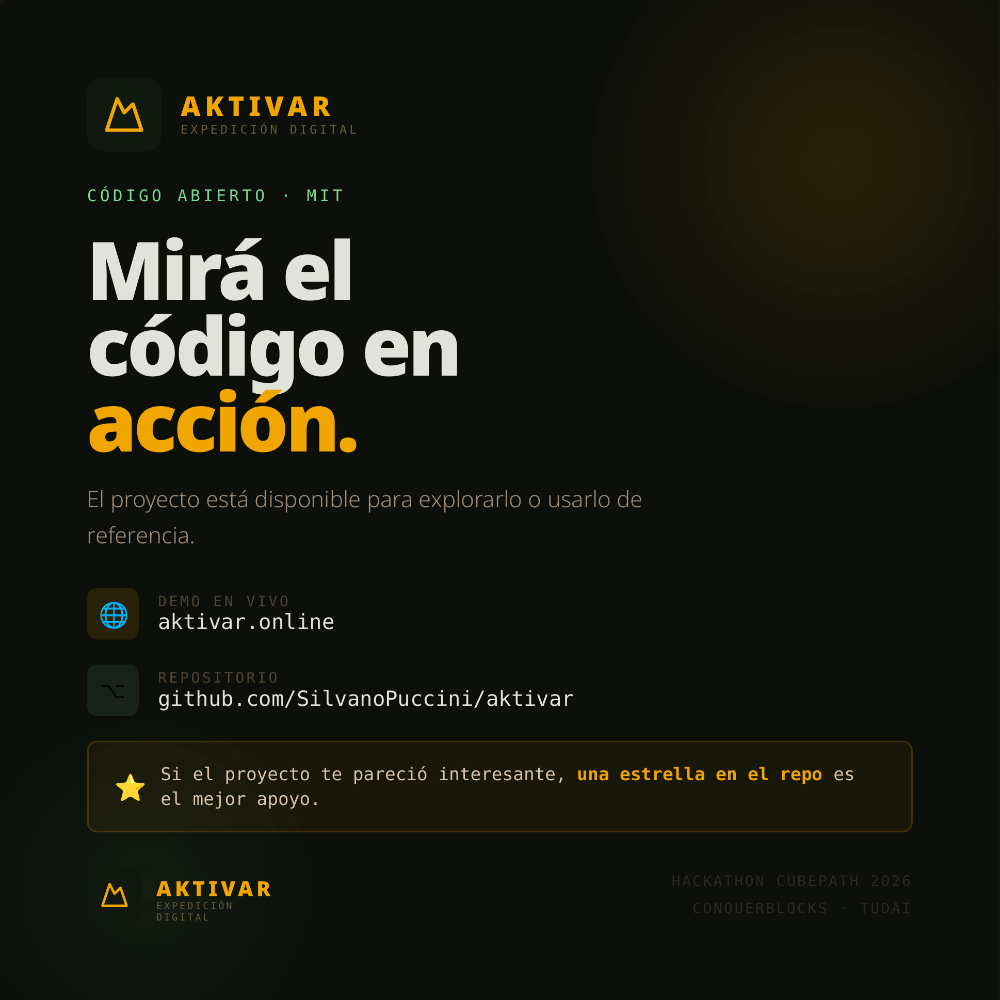 AKTIVAR
EXPEDICIÓN DIGITAL
CÓDIGO ABIERTO · MIT
Mirá el
código en
acción.
El proyecto está disponible para explorarlo o usarlo de
referencia.
DEMO EN VIVO
aktivar.online
REPOSITORIO
github.com/SilvanoPuccini/aktivar
Si el proyecto te pareció interesante, una estrella en el repo es
el mejor apoyo.
AKTIVAR
EXPEDICIÓN
DIGITAL
HACKATHON CUBEPATH 2026
CONQUERBLOCKS · TUDAI